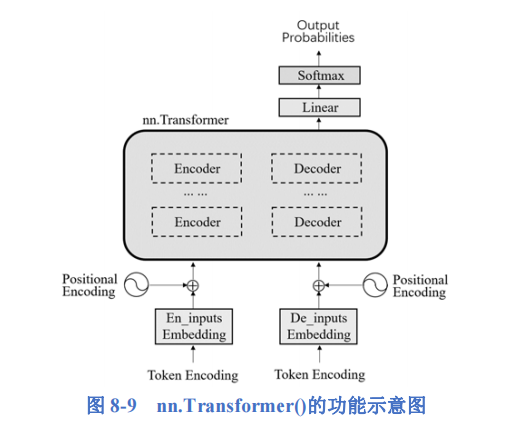 Output
Probabilities
Softmax
Linear
nn.Transformer
Encoder
Decoder
... ...
... ...
Encoder
Decoder
Positional
Encoding
Positional
Encoding
En_inputs
Embedding
De_inputs
Embedding
Token Encoding
Token Encoding
图 8-9 nn.Transformer()的功能示意图